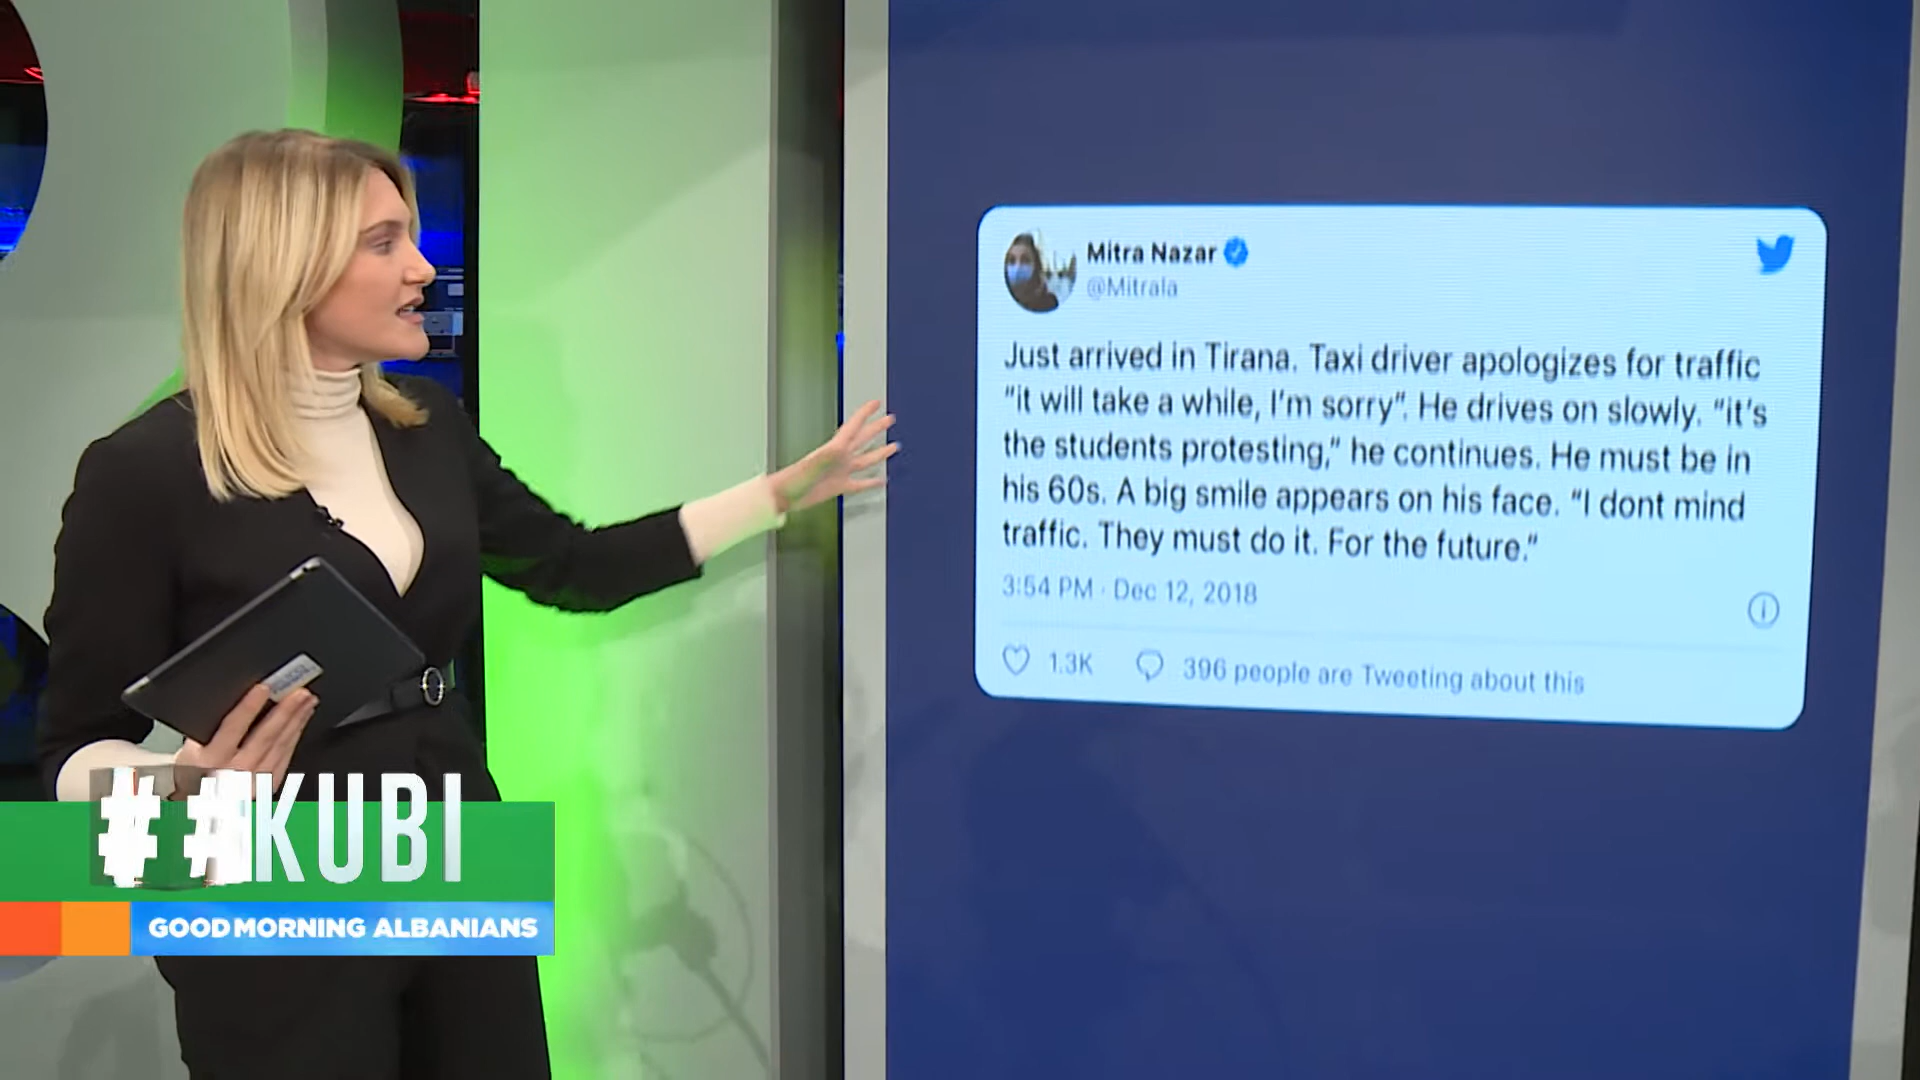 Mitra Nazar
@Mitrala
Just arrived in Tirana. Taxi driver apologizes for traffic
“it will take a while, I’m sorry”. He drives on slowly. “it’s
the students protesting,” he continues. He must be in
his 60s. A big smile appears on his face. “I dont mind
traffic. They must do it. For the future.”
3:54 PM · Dec 12, 2018
1.3K 396 people are Tweeting about this
##KUBI
GOOD MORNING ALBANIANS